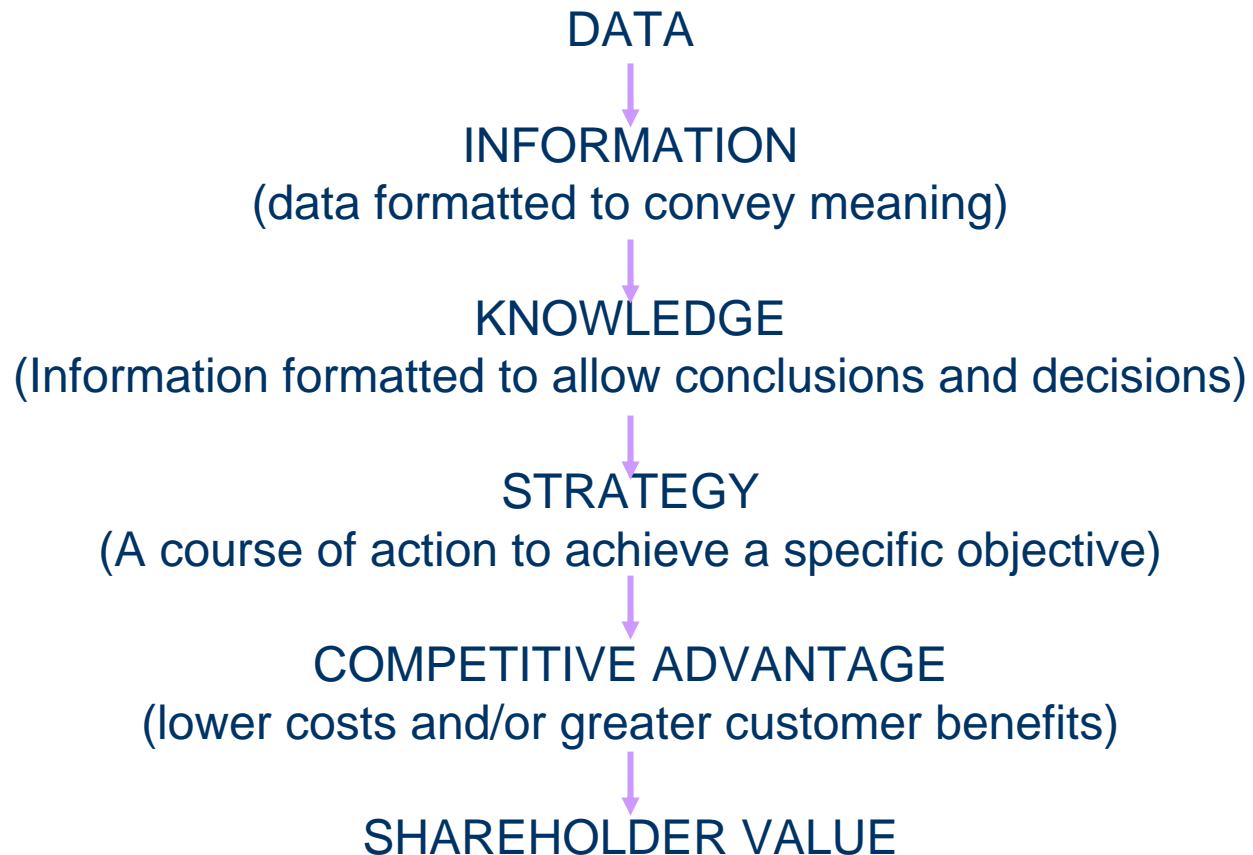 DATA
INFORMATION
(data formatted to convey meaning)
KNOWLEDGE
(Information formatted to allow conclusions and decisions)
STRATEGY
(A course of action to achieve a specific objective)
COMPETITIVE ADVANTAGE
(lower costs and/or greater customer benefits)
SHAREHOLDER VALUE